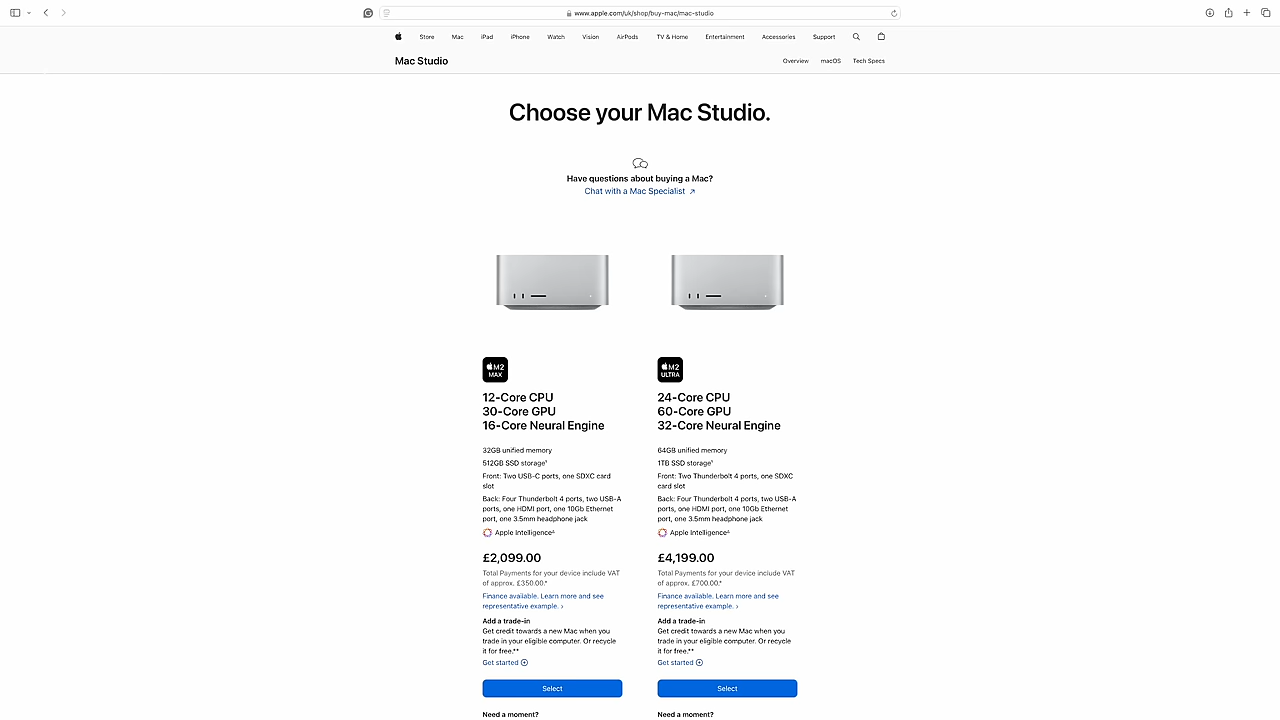 www.apple.com/uk/shop/buy-mac/mac-studio
Store Mac iPad iPhone Watch Vision AirPods TV & Home Entertainment Accessories Support
Mac Studio
Overview macOS Tech Specs
Choose your Mac Studio.
Have questions about buying a Mac?
Chat with a Mac Specialist ↗
M2
MAX
12-Core CPU
30-Core GPU
16-Core Neural Engine
32GB unified memory
512GB SSD storage¹
Front: Two USB-C ports, one SDXC card
slot
Back: Four Thunderbolt 4 ports, two USB-A
ports, one HDMI port, one 10Gb Ethernet
port, one 3.5mm headphone jack
Apple Intelligence
£2,099.00
Total Payments for your device include VAT
of approx. £350.00.*
Finance available. Learn more and see
representative example. ›
Add a trade-in
Get credit towards a new Mac when you
trade in your eligible computer. Or recycle
it for free.**
Get started
Select
Need a moment?
M2
ULTRA
24-Core CPU
60-Core GPU
32-Core Neural Engine
64GB unified memory
1TB SSD storage¹
Front: Two Thunderbolt 4 ports, one SDXC
card slot
Back: Four Thunderbolt 4 ports, two USB-A
ports, one HDMI port, one 10Gb Ethernet
port, one 3.5mm headphone jack
Apple Intelligence
£4,199.00
Total Payments for your device include VAT
of approx. £700.00.*
Finance available. Learn more and see
representative example. ›
Add a trade-in
Get credit towards a new Mac when you
trade in your eligible computer. Or recycle
it for free.**
Get started
Select
Need a moment?